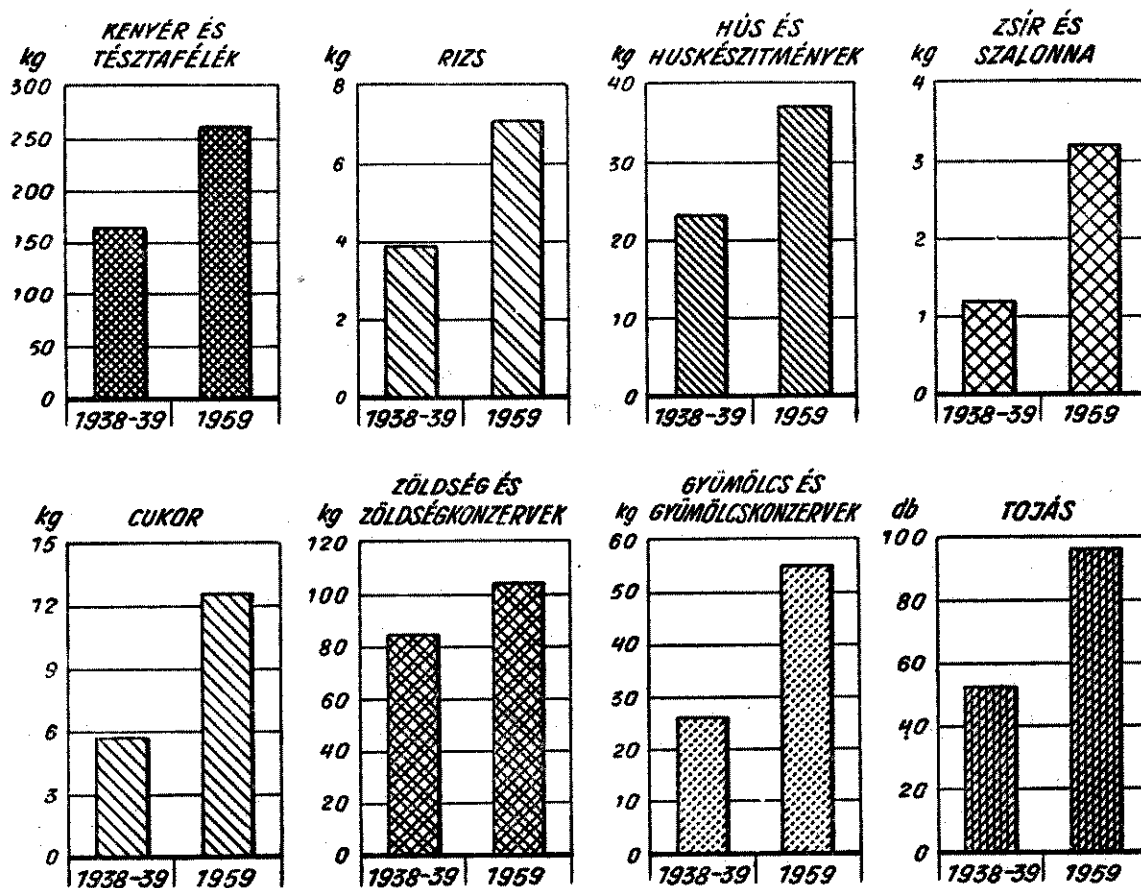 KENYÉR ÉS
TÉSZTAFÉLÉK
kg
300
250
200
150
100
50
0
1938-39 1959
RIZS
kg
8
6
4
2
0
1938-39 1959
HÚS ÉS
HUSKÉSZITMÉNYEK
kg
40
30
20
10
0
1938-39 1959
ZSÍR ÉS
SZALONNA
kg
4
3
2
1
0
1938-39 1959
CUKOR
kg
15
12
9
6
3
0
1938-39 1959
ZÖLDSÉG ÉS
ZÖLDSÉGKONZERVEK
kg
120
100
80
60
40
20
0
1938-39 1959
GYÜMÖLCS ÉS
GYÜMÖLCSKONZERVEK
kg
60
50
40
30
20
10
0
1938-39 1959
TOJÁS
db
100
80
60
40
20
0
1938-39 1959